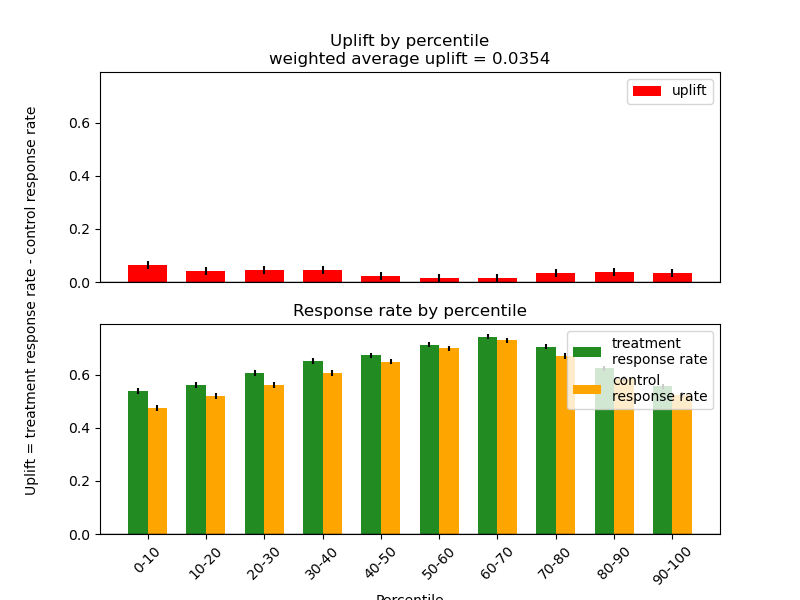 Uplift by percentile
weighted average uplift = 0.0354
uplift
0.6
0.4
0.2
0.0
Uplift = treatment response rate - control response rate
Response rate by percentile
treatment
response rate
control
response rate
0.6
0.4
0.2
0.0
0-10
10-20
20-30
30-40
40-50
50-60
60-70
70-80
80-90
90-100
Percentile